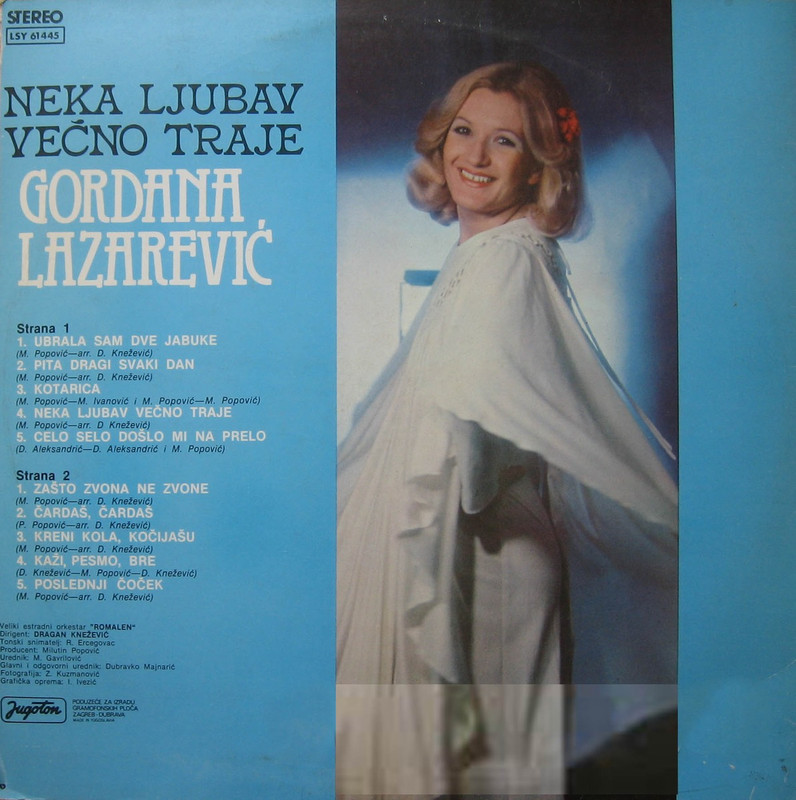 STEREO
LSY 61445
NEKA LJUBAV
VEČNO TRAJE
GORDANA
LAZAREVIĆ
Strana 1
1. UBRALA SAM DVE JABUKE
(M. Popović—arr. D. Knežević)
2. PITA DRAGI SVAKI DAN
(M. Popović—arr. D. Knežević)
3. KOTARICA
(M. Popović—M. Ivanović i M. Popović—M. Popović)
4. NEKA LJUBAV VEČNO TRAJE
(M. Popović—arr. D Knežević)
5. CELO SELO DOŠLO MI NA PRELO
(D. Aleksandrić—D. Aleksandrić i M. Popović)
Strana 2
1. ZAŠTO ZVONA NE ZVONE
(M. Popović—arr. D. Knežević)
2. ČARDAŠ, ČARDAŠ
(P. Popović—arr. D. Knežević)
3. KRENI KOLA, KOČIJAŠU
(M. Popović—arr. D. Knežević)
4. KAŽI, PESMO, BRE
(D. Knežević—M. Popović—D. Knežević)
5. POSLEDNJI ČOČEK
(M. Popović—arr. D. Knežević)
Veliki estradni orkestar "ROMALEN"
Dirigent: DRAGAN KNEŽEVIĆ
Tonski snimatelj: R. Ercegovac
Producent: Milutin Popović
Urednik: M. Gavrilović
Glavni i odgovorni urednik: Dubravko Majnarić
Fotografija: Z. Kuzmanović
Grafička oprema: I. Ivezić
Jugoton
PODUZEĆE ZA IZRADU
GRAMOFONSKIH PLOČA
ZAGREB-DUBRAVA
MADE IN YUGOSLAVIA